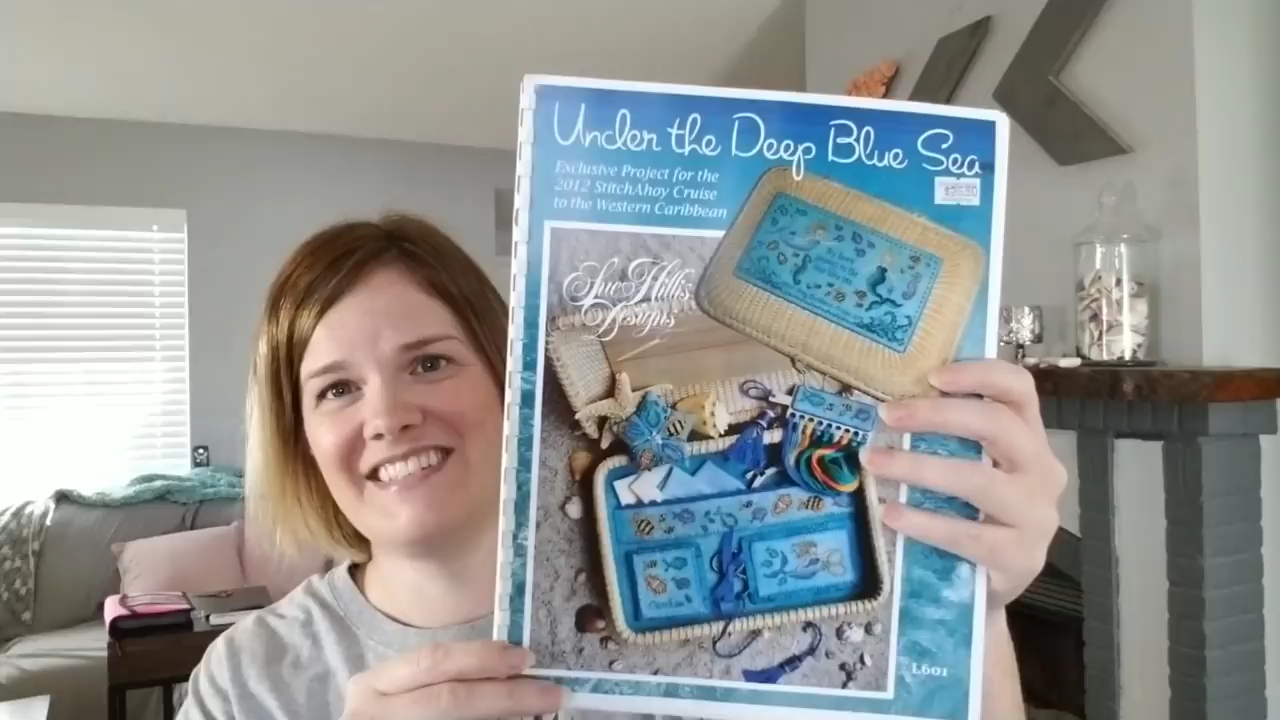 Under the Deep Blue Sea
Exclusive Project for the
2012 StitchAhoy Cruise
to the Western Caribbean
Sue Hillis
Designs
L601